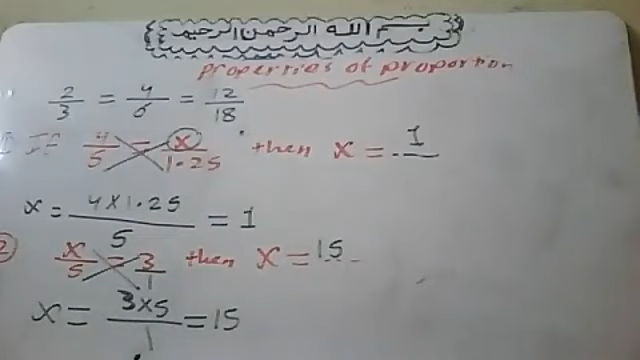 بسم الله الرحمن الرحيم
Properties of proportion
2/3 = 4/6 = 12/18
1 If 4/5 = x/1.25 then x = 1
x = 4×1.25/5 = 1
2 x/5 = 3/1 then x = 15
x = 3×5/1 = 15